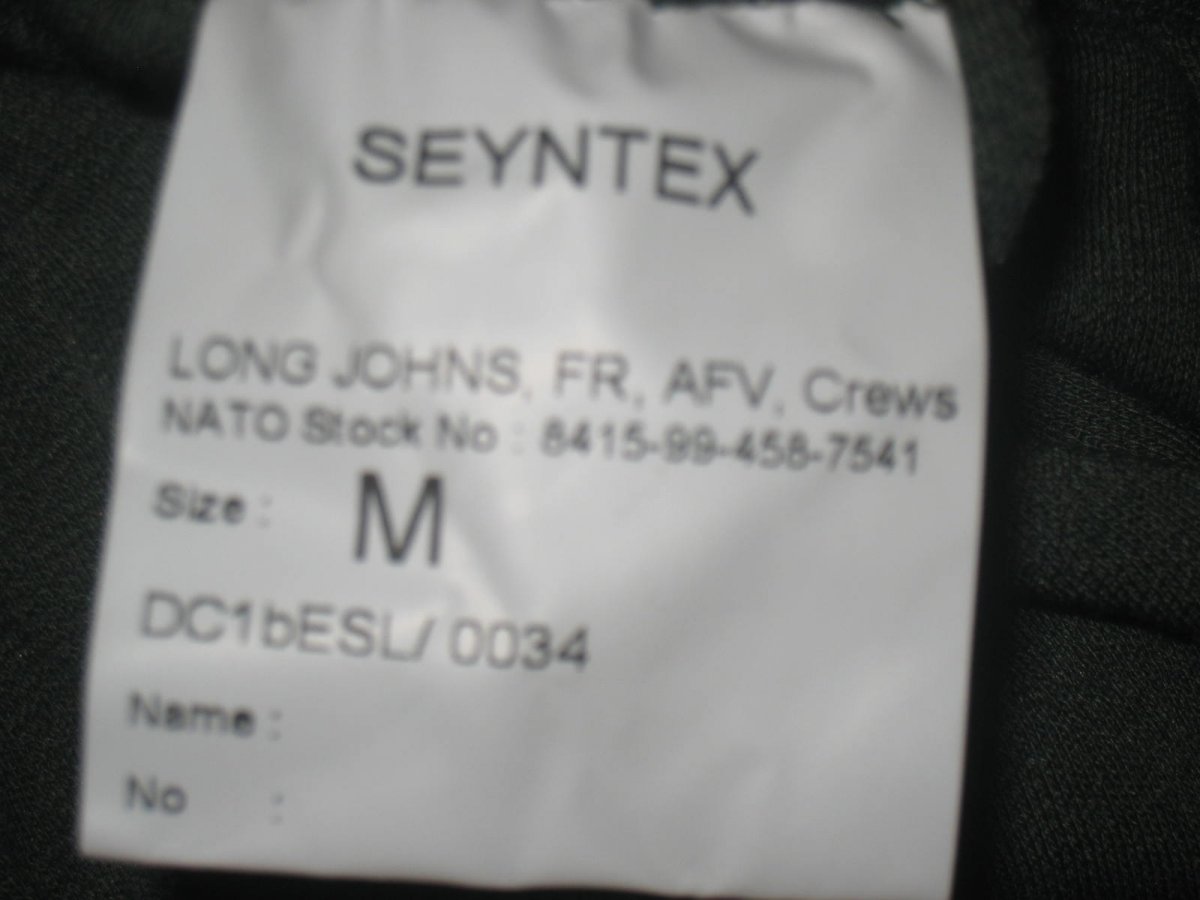 SEYNTEX
LONG JOHNS, FR, AFV, Crews
NATO Stock No : 8415-99-458-7541
Size : M
DC1bESL/ 0034
Name :
No :